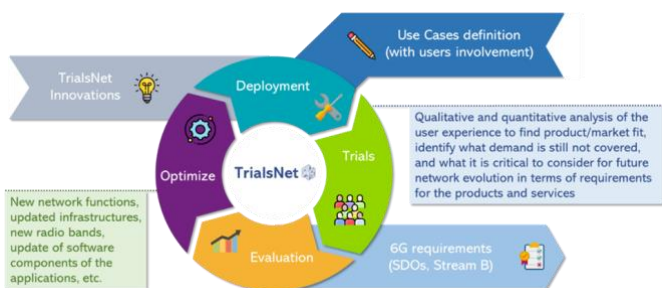 Use Cases definition
(with users involvement)
TrialsNet
Innovations
Deployment
Qualitative and quantitative analysis of the
user experience to find product/market fit,
identify what demand is still not covered,
and what it is critical to consider for future
network evolution in terms of requirements
for the products and services
Trials
Optimize
TrialsNet
New network functions,
updated infrastructures,
new radio bands,
update of software
components of the
applications, etc.
Evaluation
6G requirements
(SDOs, Stream B)